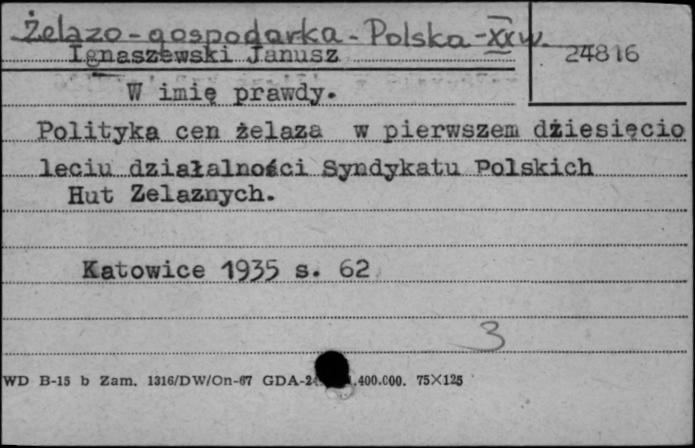 Żelazo - gospodarka - Polska - XX w.
Ignaszewski Janusz
24816
W imię prawdy.
Polityka cen żelaza w pierwszem dziesięcio
leciu działalności Syndykatu Polskich
Hut Zelaznych.
Katowice 1935 s. 62
3
WD B-15 b Zam. 1316/DW/On-67 GDA-2 .400.000. 75X125